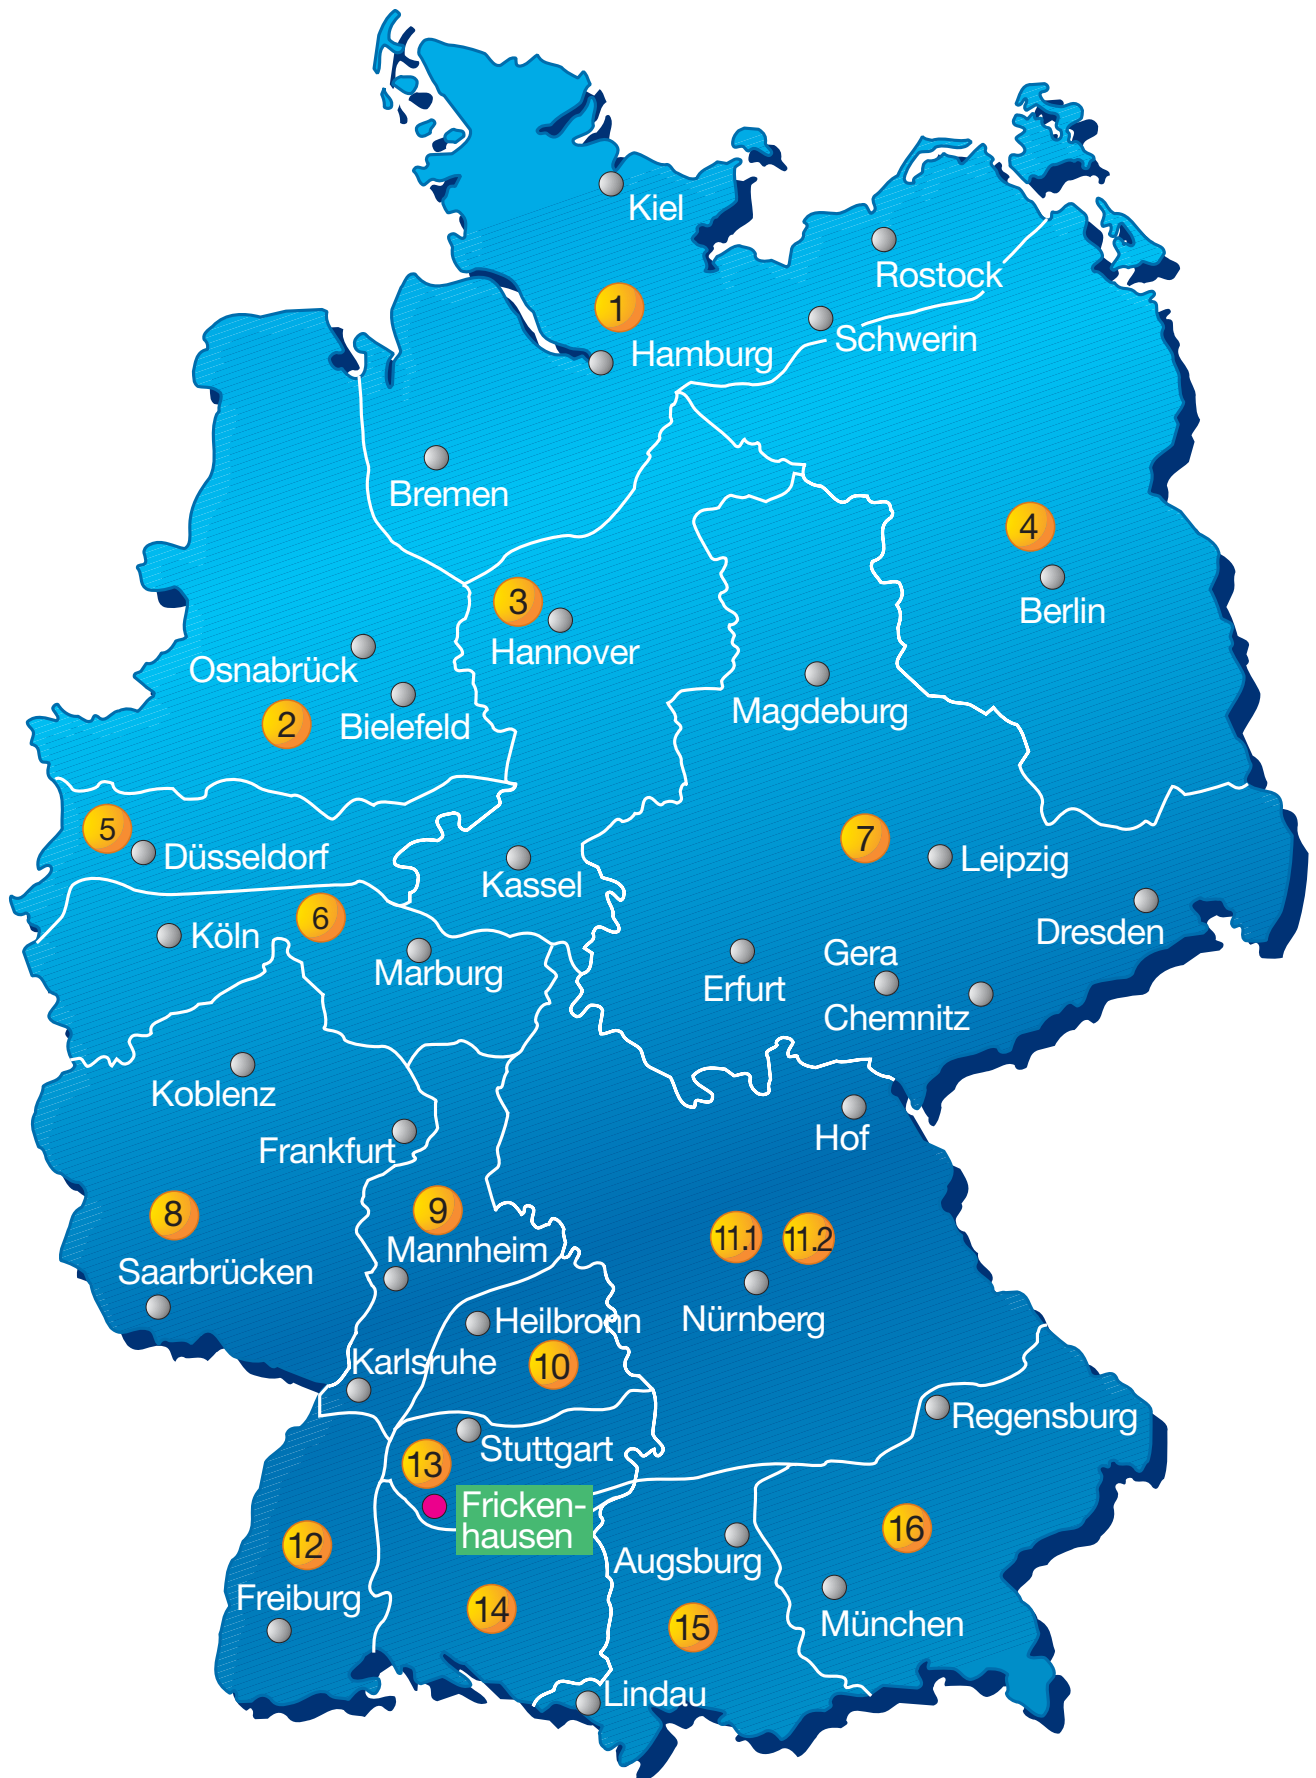 Kiel
Rostock
1
Schwerin
Hamburg
Bremen
4
Berlin
3
Hannover
Osnabrück
Magdeburg
2
Bielefeld
5
Düsseldorf
7
Leipzig
Kassel
6
Köln
Dresden
Marburg
Gera
Erfurt
Chemnitz
Koblenz
Hof
Frankfurt
8
9
11.1
11.2
Mannheim
Saarbrücken
Heilbronn
Nürnberg
Karlsruhe
10
Regensburg
Stuttgart
13
Fricken-
hausen
16
12
Augsburg
Freiburg
14
15
München
Lindau